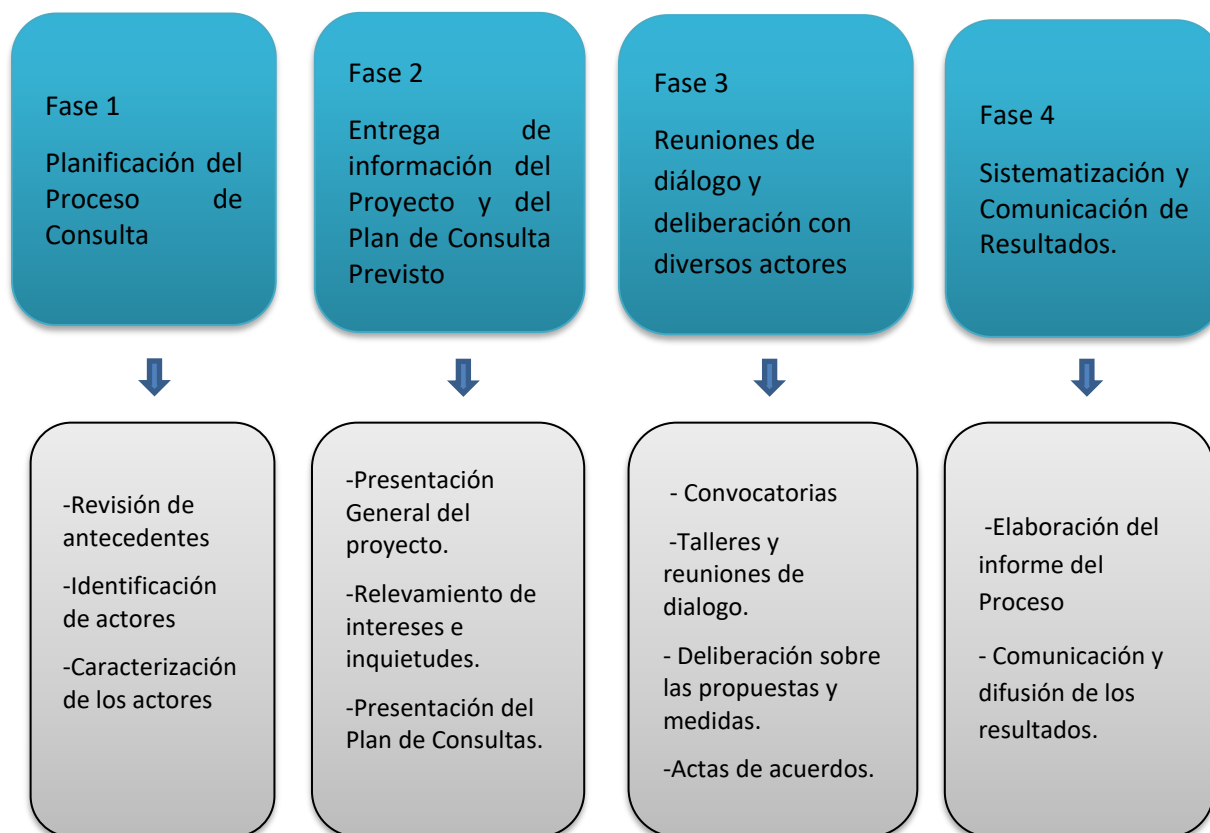 Fase 1
Planificación del
Proceso de
Consulta
Fase 2
Entrega de
información del
Proyecto y del
Plan de Consulta
Previsto
Fase 3
Reuniones de
diálogo y
deliberación con
diversos actores
Fase 4
Sistematización y
Comunicación de
Resultados.
-Revisión de
antecedentes
-Identificación
de actores
-Caracterización
de los actores
-Presentación
General del
proyecto.
-Relevamiento de
intereses e
inquietudes.
-Presentación del
Plan de Consultas.
- Convocatorias
-Talleres y
reuniones de
dialogo.
- Deliberación sobre
las propuestas y
medidas.
-Actas de acuerdos.
-Elaboración del
informe del
Proceso
- Comunicación y
difusión de los
resultados.